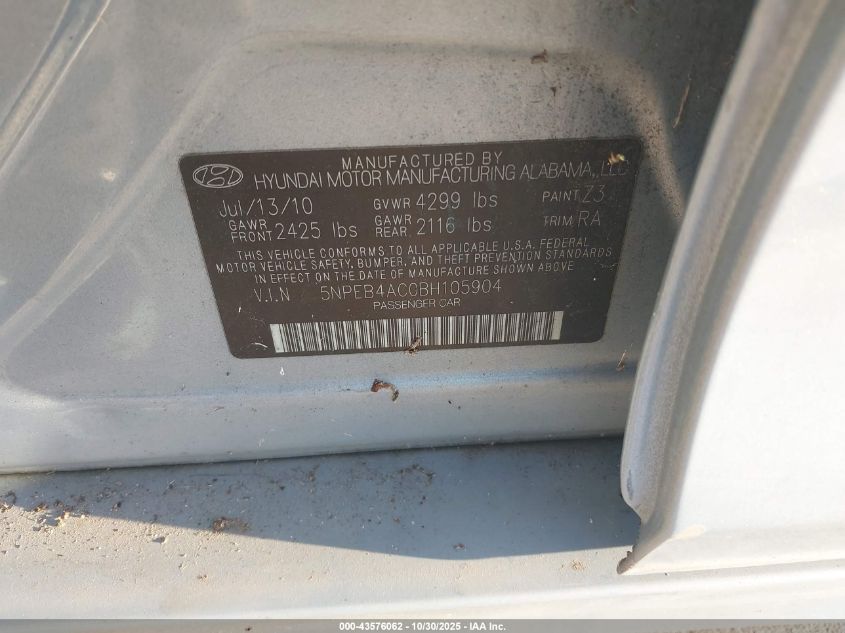 MANUFACTURED BY
HYUNDAI MOTOR MANUFACTURING ALABAMA, LLC
Jul/13/10 GVWR 4299 lbs PAINT Z3
GAWR FRONT 2425 lbs GAWR REAR 2116 lbs TRIM RA
THIS VEHICLE CONFORMS TO ALL APPLICABLE U.S.A. FEDERAL
MOTOR VEHICLE SAFETY, BUMPER, AND THEFT PREVENTION STANDARDS
IN EFFECT ON THE DATE OF MANUFACTURE SHOWN ABOVE
V.I.N 5NPEB4AC0BH105904
PASSENGER CAR
000-43576062 - 10/30/2025 - IAA Inc.